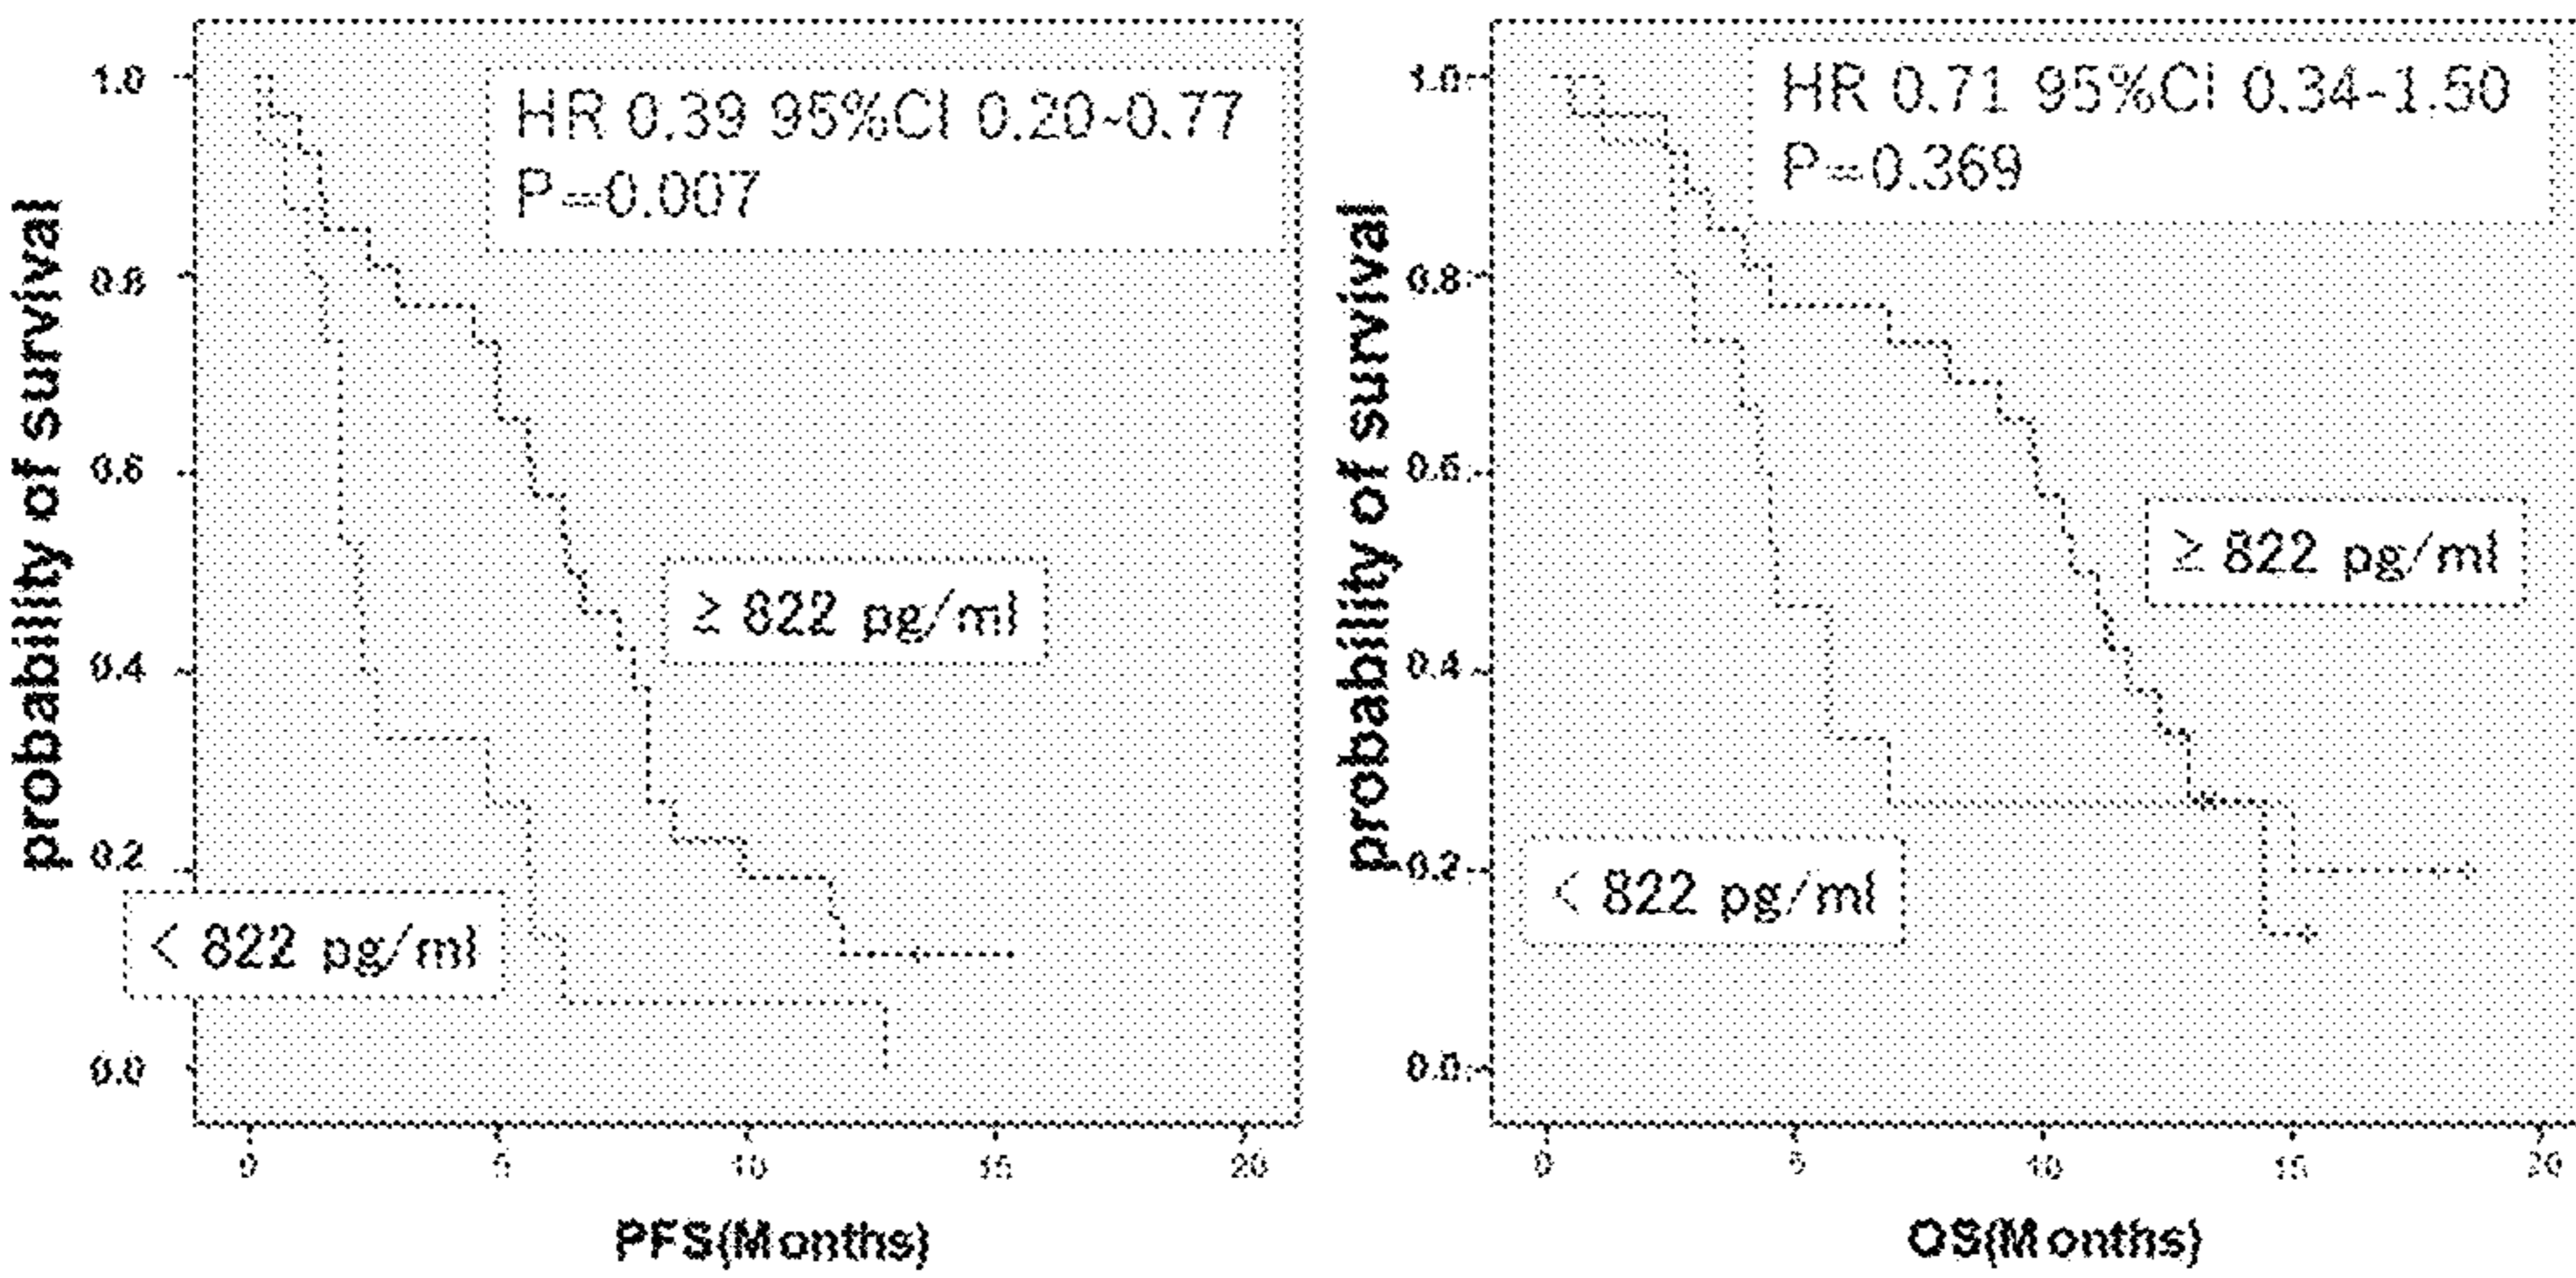 HR 0.39 95%CI 0.20-0.77
P=0.007
probability of survival
1.0
0.8
0.6
0.4
0.2
0.0
≥ 822 pg/ml
< 822 pg/ml
0 5 10 15 20
PFS(Months)
HR 0.71 95%CI 0.34-1.50
P=0.369
probability of survival
1.0
0.8
0.6
0.4
0.2
0.0
≥ 822 pg/ml
< 822 pg/ml
0 5 10 15 20
OS(Months)